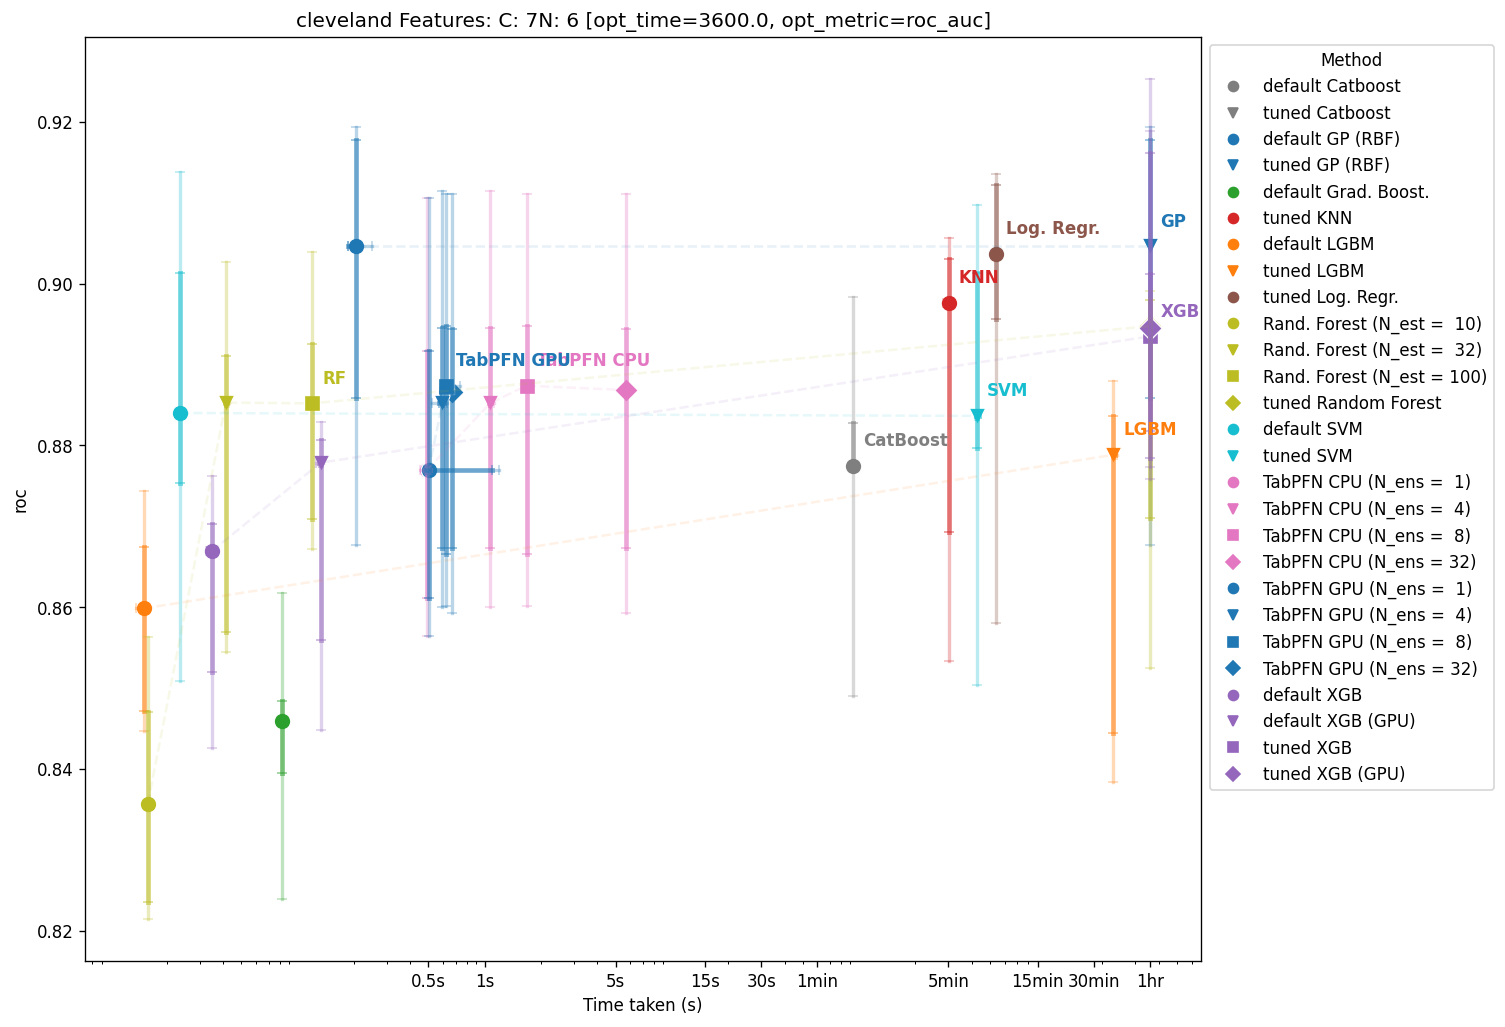 cleveland Features: C: 7N: 6 [opt_time=3600.0, opt_metric=roc_auc]
0.92
0.90
0.88
0.86
0.84
0.82
roc
GP
Log. Regr.
KNN
XGB
TabPFN GPU
TabPFN CPU
RF
SVM
CatBoost
LGBM
0.5s
1s
5s
15s
30s
1min
5min
15min
30min
1hr
Time taken (s)
Method
default Catboost
tuned Catboost
default GP (RBF)
tuned GP (RBF)
default Grad. Boost.
tuned KNN
default LGBM
tuned LGBM
tuned Log. Regr.
Rand. Forest (N_est =  10)
Rand. Forest (N_est =  32)
Rand. Forest (N_est = 100)
tuned Random Forest
default SVM
tuned SVM
TabPFN CPU (N_ens =  1)
TabPFN CPU (N_ens =  4)
TabPFN CPU (N_ens =  8)
TabPFN CPU (N_ens = 32)
TabPFN GPU (N_ens =  1)
TabPFN GPU (N_ens =  4)
TabPFN GPU (N_ens =  8)
TabPFN GPU (N_ens = 32)
default XGB
default XGB (GPU)
tuned XGB
tuned XGB (GPU)